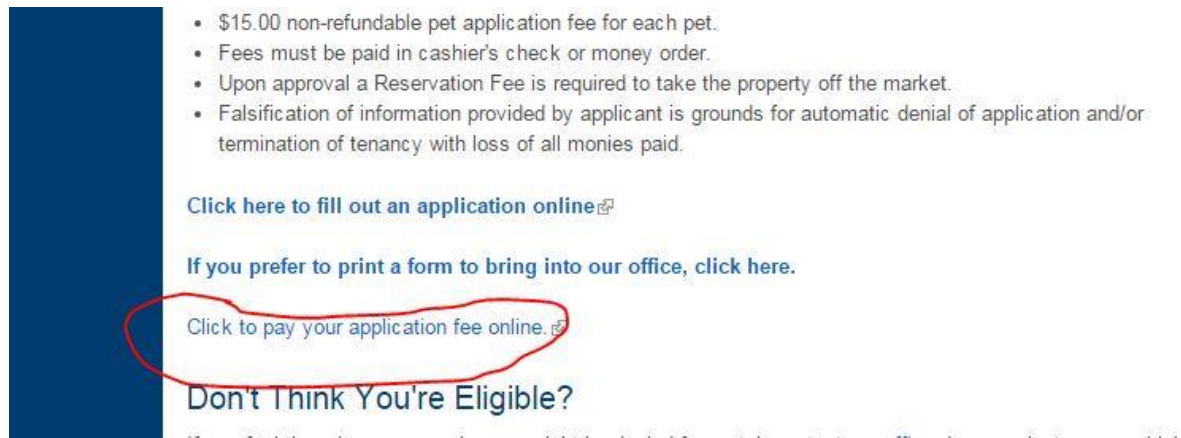 • $15.00 non-refundable pet application fee for each pet.
• Fees must be paid in cashier's check or money order.
• Upon approval a Reservation Fee is required to take the property off the market.
• Falsification of information provided by applicant is grounds for automatic denial of application and/or
termination of tenancy with loss of all monies paid.
Click here to fill out an application online
If you prefer to print a form to bring into our office, click here.
Click to pay your application fee online.
Don't Think You're Eligible?